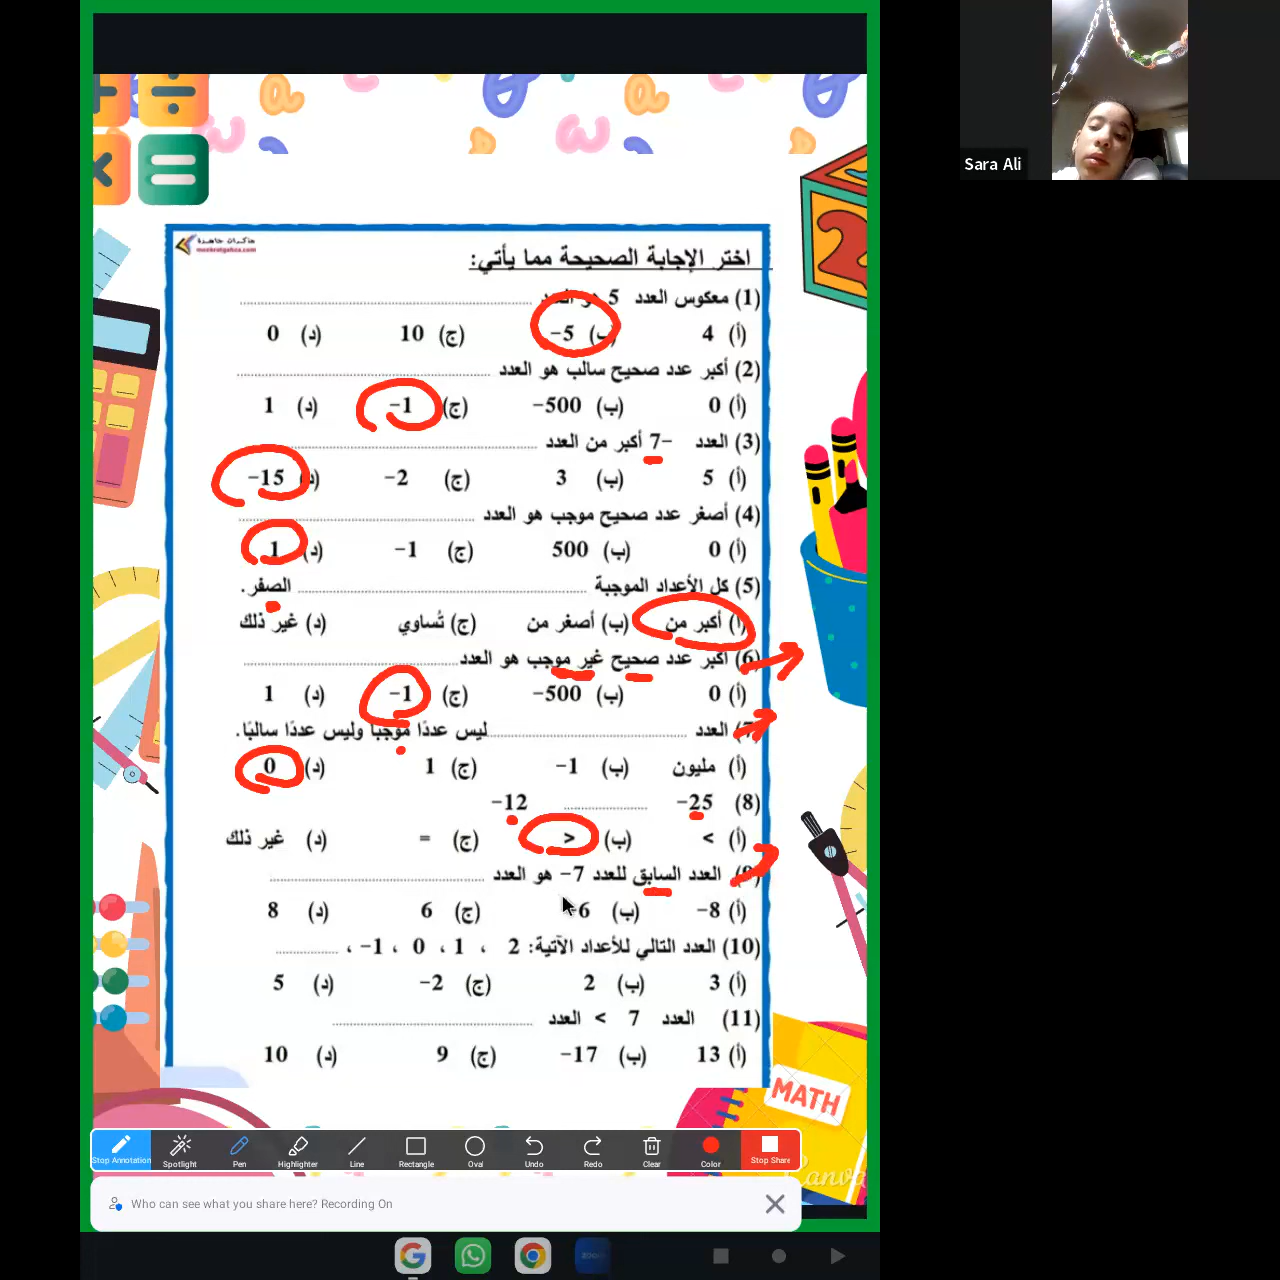 Sara Ali
مذكرات جاهزة
اختر الإجابة الصحيحة مما يأتي:
(1) معكوس العدد 5 هو العدد
(أ) 4 (ب) -5 (ج) 10 (د) 0
(2) أكبر عدد صحيح سالب هو العدد
(أ) 0 (ب) -500 (ج) -1 (د) 1
(3) العدد -7 أكبر من العدد
(أ) 5 (ب) 3 (ج) -2 (د) -15
(4) أصغر عدد صحيح موجب هو العدد
(أ) 0 (ب) 500 (ج) -1 (د) 1
(5) كل الأعداد الموجبة الصفر.
(أ) أكبر من (ب) أصغر من (ج) تُساوي (د) غير ذلك
(6) أكبر عدد صحيح غير موجب هو العدد
(أ) 0 (ب) -500 (ج) -1 (د) 1
(7) العدد ليس عددًا موجبًا وليس عددًا سالبًا.
(أ) مليون (ب) -1 (ج) 1 (د) 0
(8) -25 -12
(أ) < (ب) > (ج) = (د) غير ذلك
(9) العدد السابق للعدد -7 هو العدد
(أ) -8 (ب) -6 (ج) 6 (د) 8
(10) العدد التالي للأعداد الآتية: 2 ، 1 ، 0 ، -1 ،
(أ) 3 (ب) 2 (ج) -2 (د) 5
(11) العدد 7 < العدد
(أ) 13 (ب) -17 (ج) 9 (د) 10
MATH
Stop Annotation Spotlight Pen Highlighter Line Rectangle Oval Undo Redo Clear Color Stop Share
Canva
Who can see what you share here? Recording On